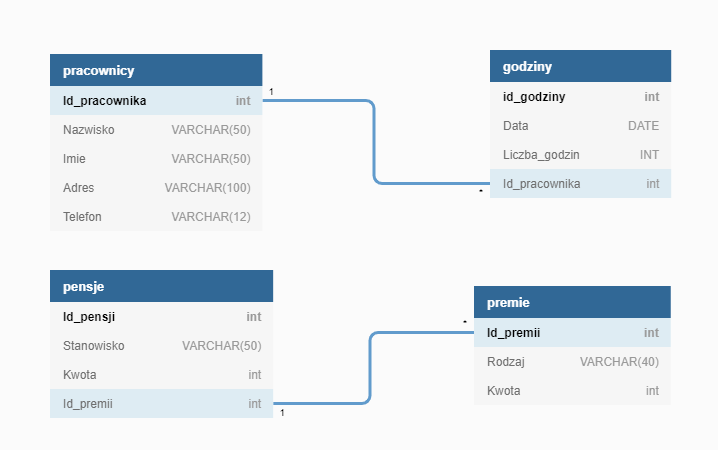 pracownicy
Id_pracownika int
Nazwisko VARCHAR(50)
Imie VARCHAR(50)
Adres VARCHAR(100)
Telefon VARCHAR(12)
1
godziny
id_godziny int
Data DATE
Liczba_godzin INT
Id_pracownika int
*
pensje
Id_pensji int
Stanowisko VARCHAR(50)
Kwota int
Id_premii int
1
premie
Id_premii int
Rodzaj VARCHAR(40)
Kwota int
*